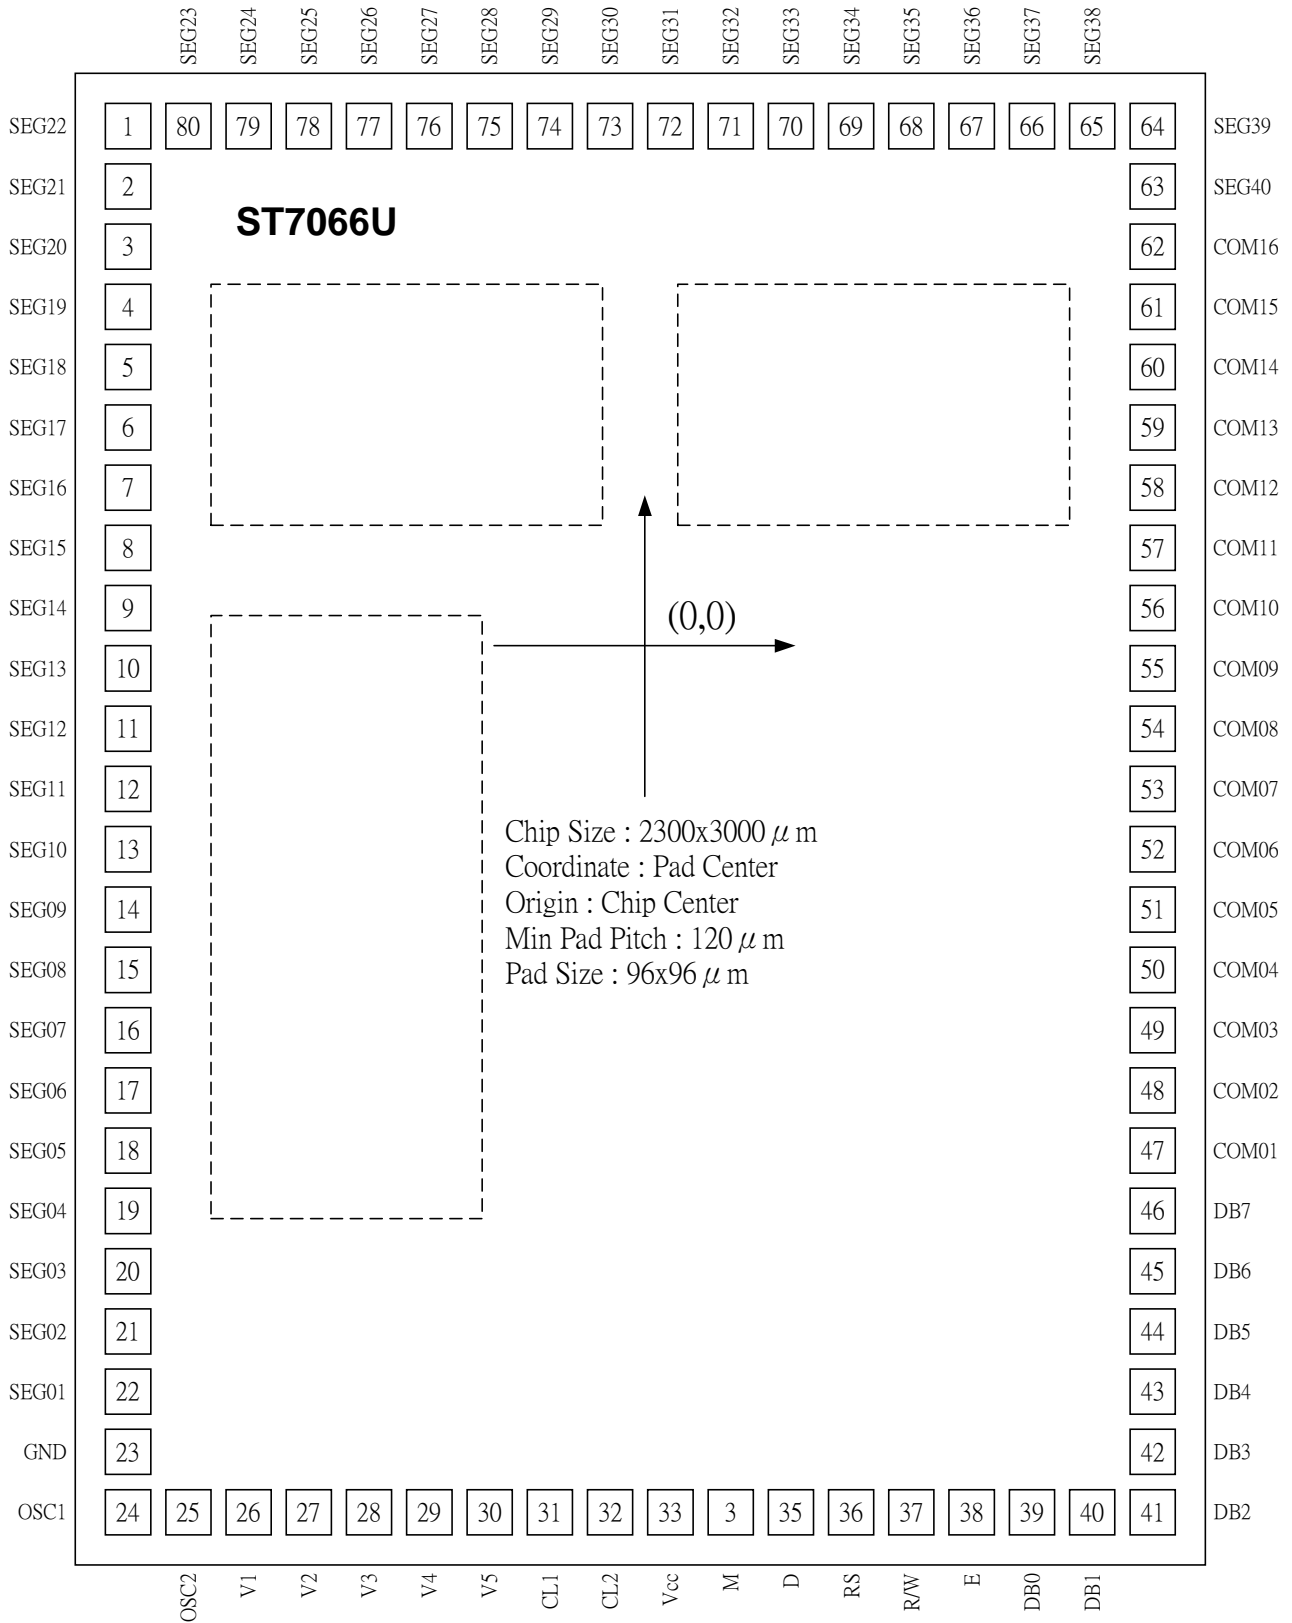 SEG23 SEG24 SEG25 SEG26 SEG27 SEG28 SEG29 SEG30 SEG31 SEG32 SEG33 SEG34 SEG35 SEG36 SEG37 SEG38
SEG22 1 80 79 78 77 76 75 74 73 72 71 70 69 68 67 66 65 64 SEG39
SEG21 2 63 SEG40
ST7066U
SEG20 3 62 COM16
SEG19 4 61 COM15
SEG18 5 60 COM14
SEG17 6 59 COM13
SEG16 7 58 COM12
SEG15 8 57 COM11
SEG14 9 (0,0) 56 COM10
SEG13 10 55 COM09
SEG12 11 54 COM08
SEG11 12 53 COM07
Chip Size : 2300x3000 μ m
SEG10 13 52 COM06
Coordinate : Pad Center
SEG09 14 Origin : Chip Center 51 COM05
Min Pad Pitch : 120 μ m
SEG08 15 Pad Size : 96x96 μ m 50 COM04
SEG07 16 49 COM03
SEG06 17 48 COM02
SEG05 18 47 COM01
SEG04 19 46 DB7
SEG03 20 45 DB6
SEG02 21 44 DB5
SEG01 22 43 DB4
GND 23 42 DB3
OSC1 24 25 26 27 28 29 30 31 32 33 3 35 36 37 38 39 40 41 DB2
OSC2 V1 V2 V3 V4 V5 CL1 CL2 Vcc M D RS R/W E DB0 DB1